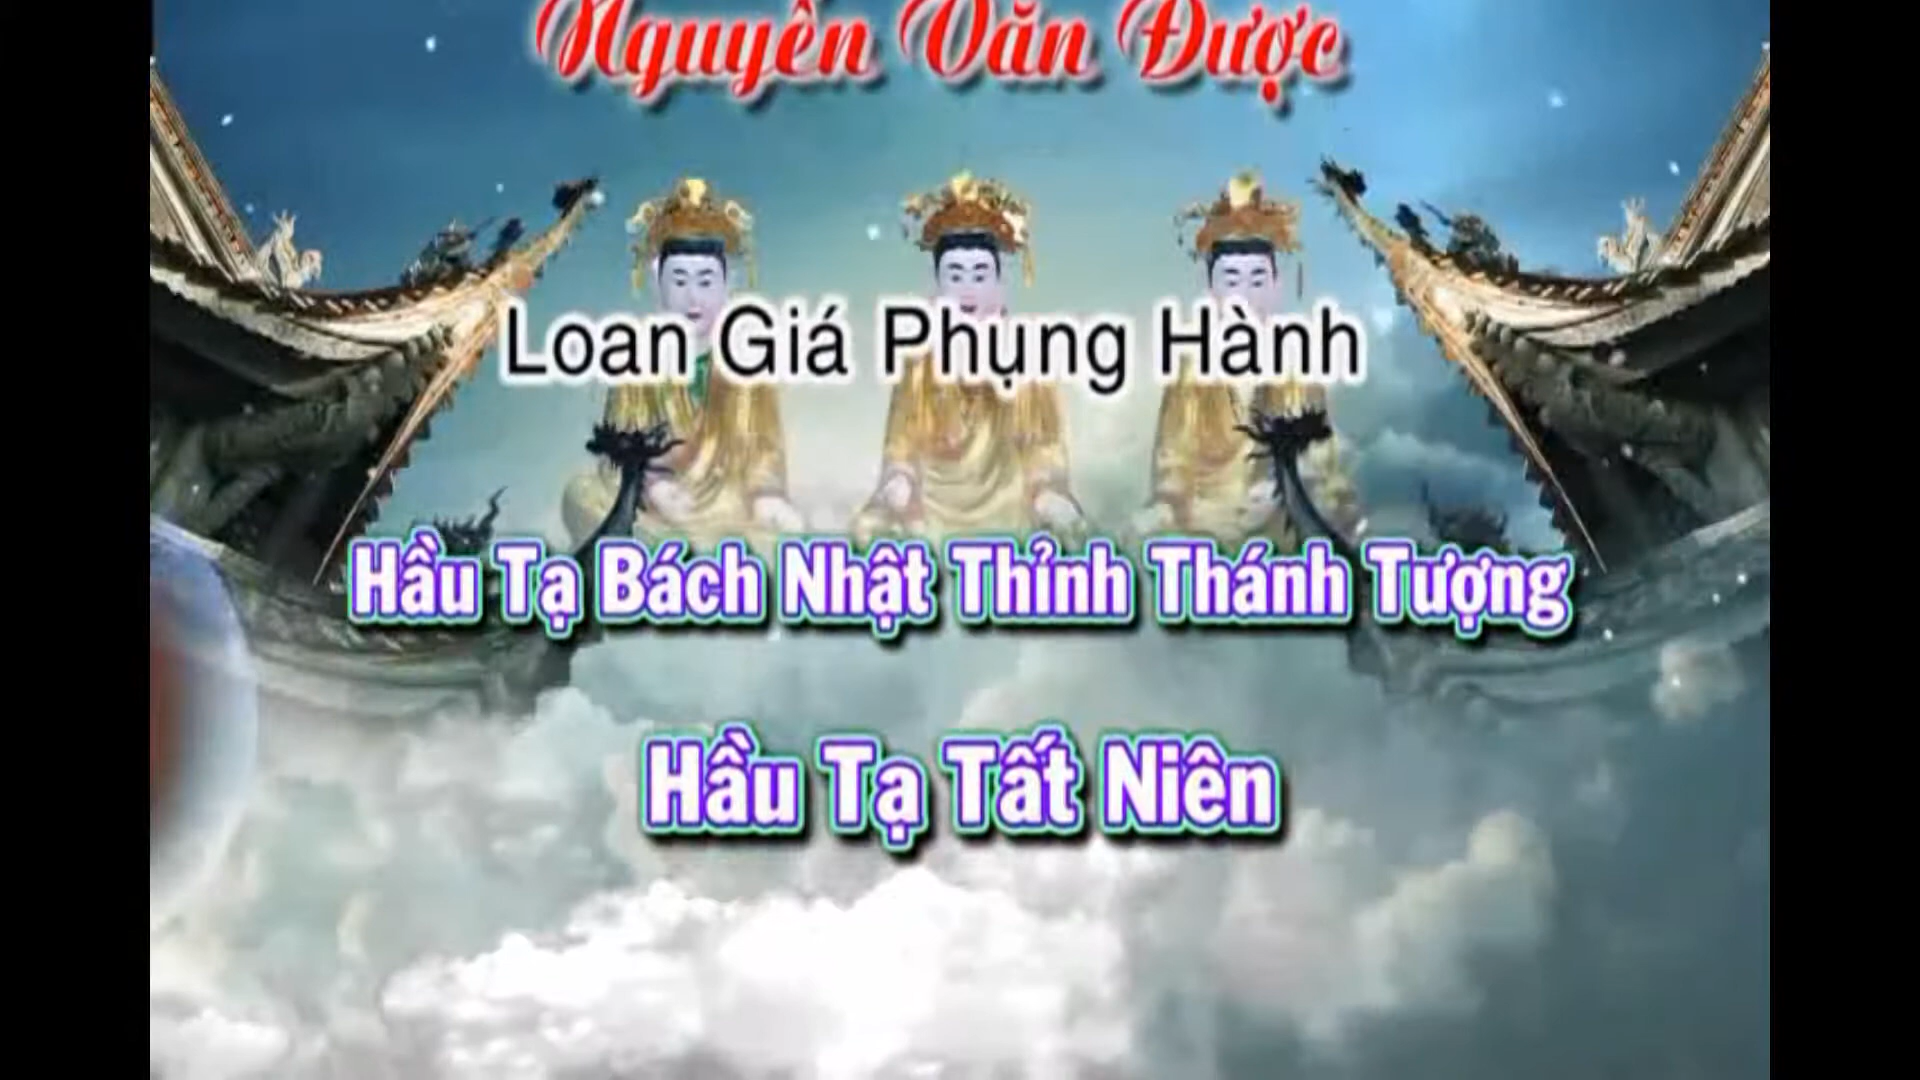 Nguyễn Văn Được
Loan Giá Phụng Hành
Hầu Tạ Bách Nhật Thỉnh Thánh Tượng
Hầu Tạ Tất Niên